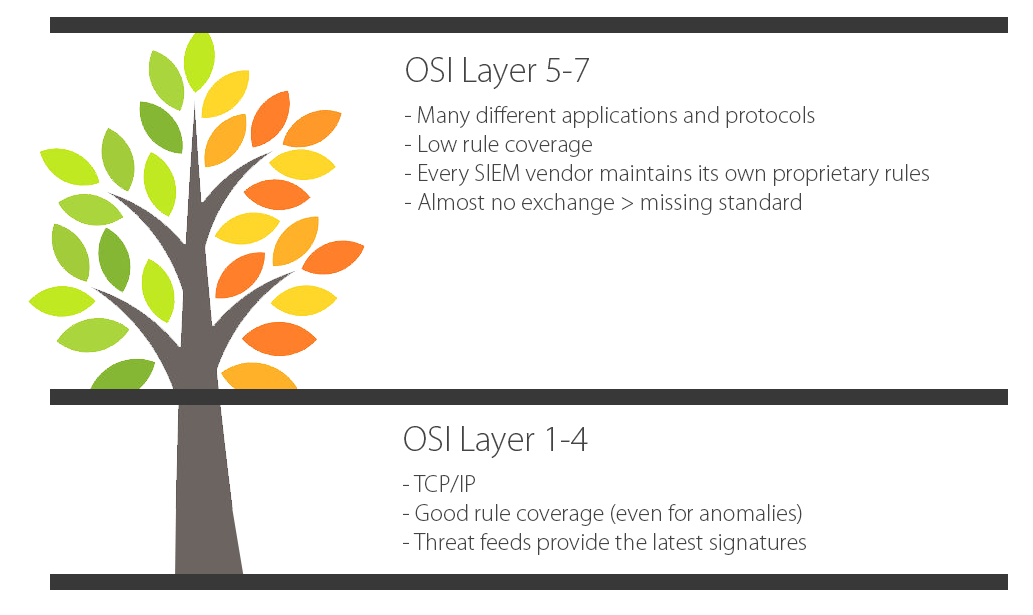 OSI Layer 5-7
- Many different applications and protocols
- Low rule coverage
- Every SIEM vendor maintains its own proprietary rules
- Almost no exchange > missing standard
OSI Layer 1-4
- TCP/IP
- Good rule coverage (even for anomalies)
- Threat feeds provide the latest signatures